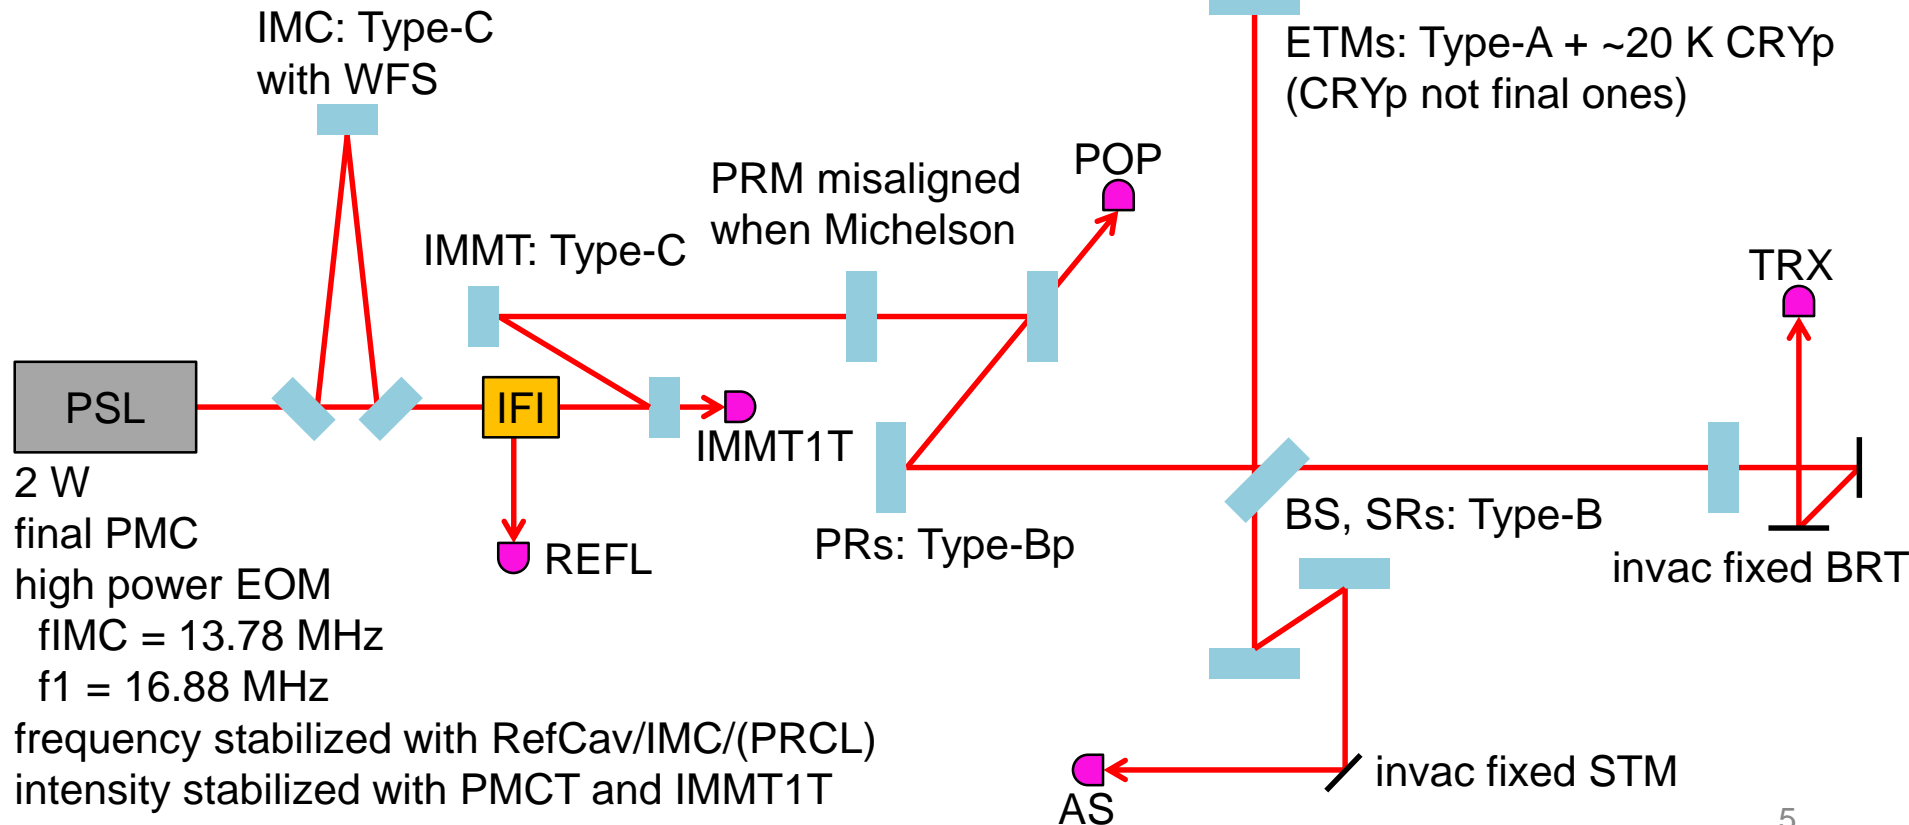 IMC: Type-C
with WFS
ETMs: Type-A + ~20 K CRYp
(CRYp not final ones)
POP
PRM misaligned
when Michelson
IMMT: Type-C
TRX
PSL
IFI
IMMT1T
2 W
final PMC
high power EOM
fIMC = 13.78 MHz
f1 = 16.88 MHz
frequency stabilized with RefCav/IMC/(PRCL)
intensity stabilized with PMCT and IMMT1T
REFL
PRs: Type-Bp
BS, SRs: Type-B
invac fixed BRT
invac fixed STM
AS
5